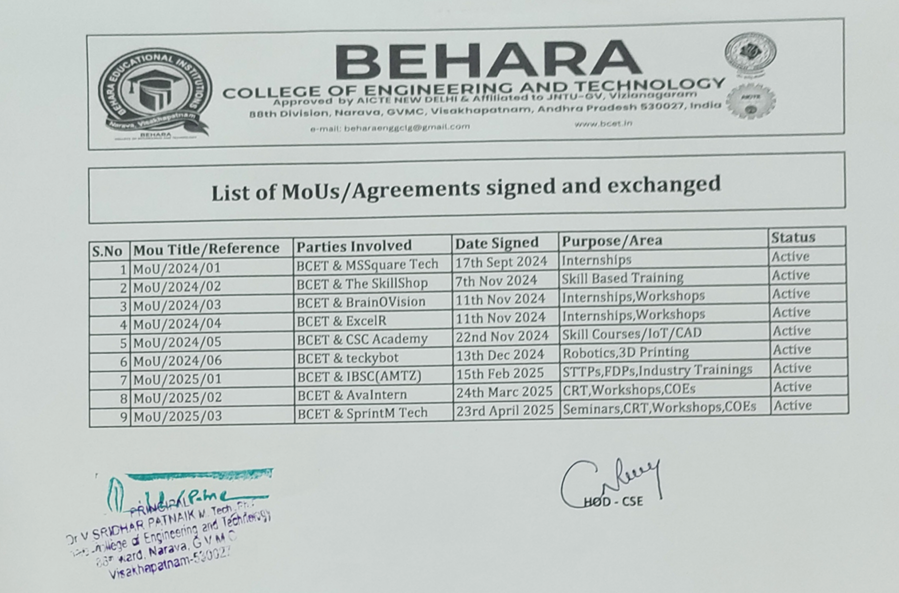 BEHARA EDUCATIONAL INSTITUTIONS
Narava, Visakhapatnam
BEHARA
BEHARA
COLLEGE OF ENGINEERING AND TECHNOLOGY
Approved by AICTE NEW DELHI & Affiliated to JNTU-GV, Vizianagaram
88th Division, Narava, GVMC, Visakhapatnam, Andhra Pradesh 530027, India
e-mail: beharaenggclg@gmail.com www.bcet.in
AICTE
List of MoUs/Agreements signed and exchanged
S.No Mou Title/Reference Parties Involved Date Signed Purpose/Area Status
1 MoU/2024/01 BCET & MSSquare Tech 17th Sept 2024 Internships Active
2 MoU/2024/02 BCET & The SkillShop 7th Nov 2024 Skill Based Training Active
3 MoU/2024/03 BCET & BrainOVision 11th Nov 2024 Internships,Workshops Active
4 MoU/2024/04 BCET & ExcelR 11th Nov 2024 Internships,Workshops Active
5 MoU/2024/05 BCET & CSC Academy 22nd Nov 2024 Skill Courses/IoT/CAD Active
6 MoU/2024/06 BCET & teckybot 13th Dec 2024 Robotics,3D Printing Active
7 MoU/2025/01 BCET & IBSC(AMTZ) 15th Feb 2025 STTPs,FDPs,Industry Trainings Active
8 MoU/2025/02 BCET & AvaIntern 24th Marc 2025 CRT,Workshops,COEs Active
9 MoU/2025/03 BCET & SprintM Tech 23rd April 2025 Seminars,CRT,Workshops,COEs Active
PRINCIPAL
Dr V SRIDHAR PATNAIK M Tech, Ph.
College of Engineering and Technology
Narava, G V M C
Visakhapatnam-530027
HOD - CSE